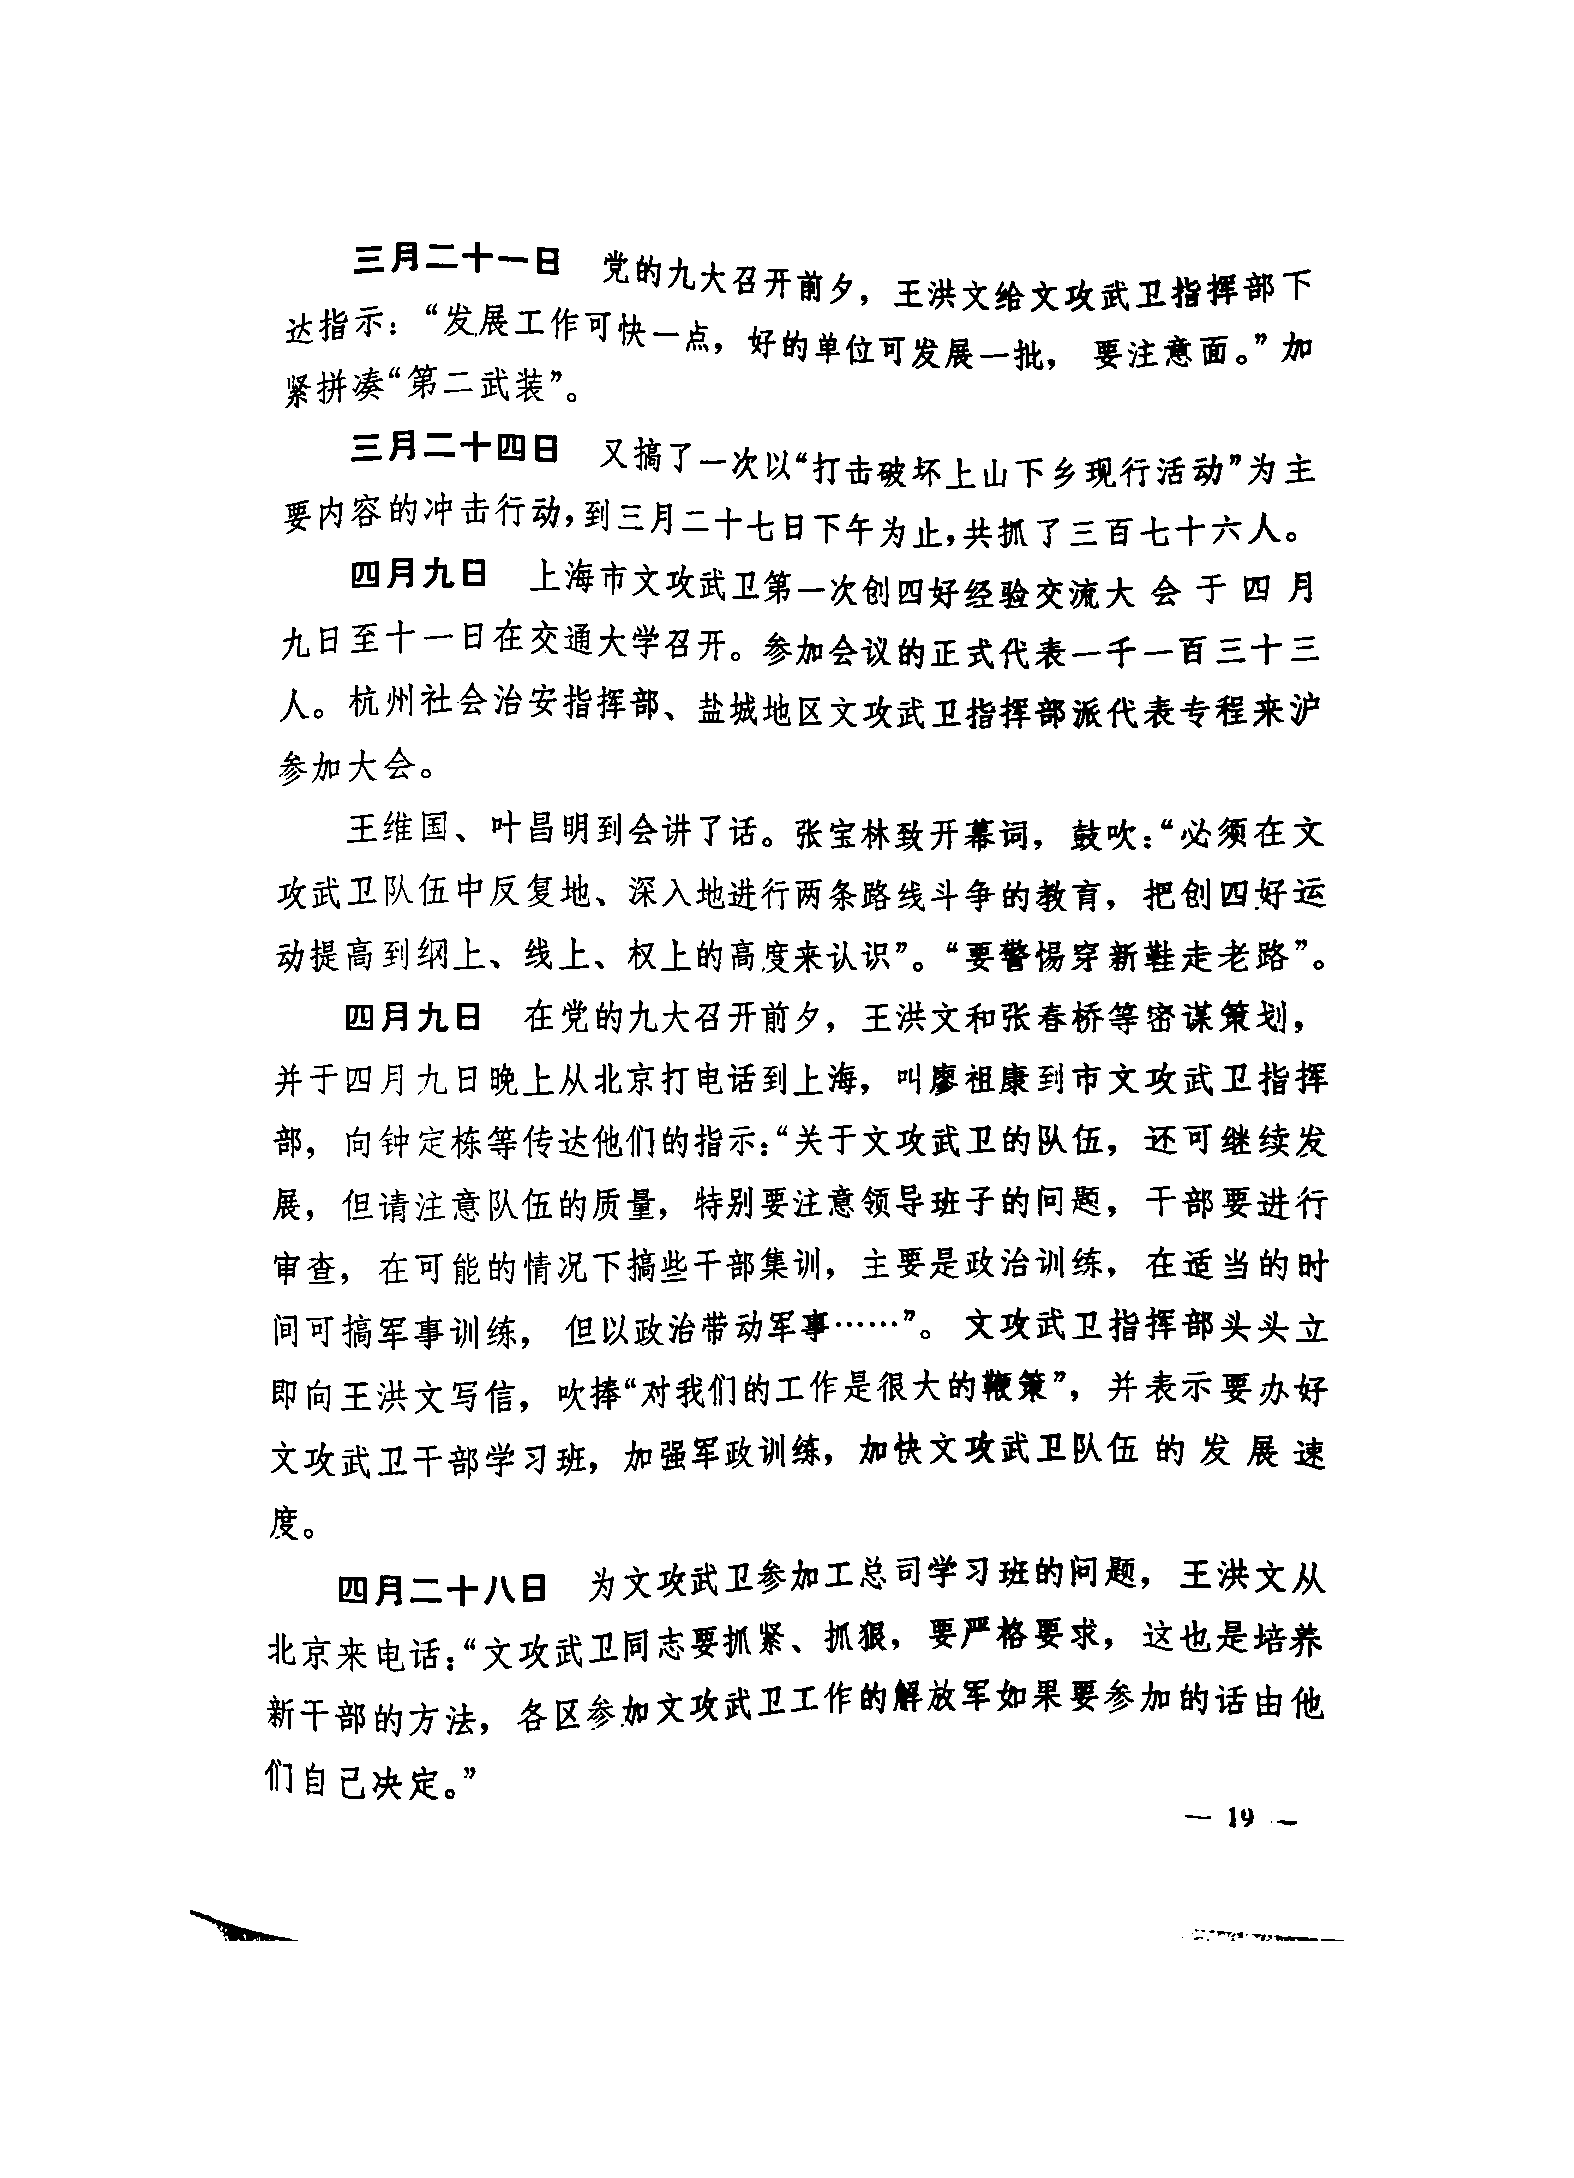 三月二十一日　党的九大召开前夕，王洪文给文攻武卫指挥部下
达指示：“发展工作可快一点，好的单位可发展一批，要注意面。”加
紧拼凑“第二武装”。
三月二十四日　又搞了一次以“打击破坏上山下乡现行活动”为主
要内容的冲击行动，到三月二十七日下午为止，共抓了三百七十六人。
四月九日　上海市文攻武卫第一次创四好经验交流大会于四月
九日至十一日在交通大学召开。参加会议的正式代表一千一百三十三
人。杭州社会治安指挥部、盐城地区文攻武卫指挥部派代表专程来沪
参加大会。
王维国、叶昌明到会讲了话。张宝林致开幕词，鼓吹：“必须在文
攻武卫队伍中反复地、深入地进行两条路线斗争的教育，把创四好运
动提高到纲上、线上、权上的高度来认识”。“要警惕穿新鞋走老路”。
四月九日　在党的九大召开前夕，王洪文和张春桥等密谋策划，
并于四月九日晚上从北京打电话到上海，叫廖祖康到市文攻武卫指挥
部，向钟定栋等传达他们的指示：“关于文攻武卫的队伍，还可继续发
展，但请注意队伍的质量，特别要注意领导班子的问题，干部要进行
审查，在可能的情况下搞些干部集训，主要是政治训练，在适当的时
间可搞军事训练，但以政治带动军事……”。文攻武卫指挥部头头立
即向王洪文写信，吹捧“对我们的工作是很大的鞭策”，并表示要办好
文攻武卫干部学习班，加强军政训练，加快文攻武卫队伍的发展速
度。
四月二十八日　为文攻武卫参加工总司学习班的问题，王洪文从
北京来电话：“文攻武卫同志要抓紧、抓狠，要严格要求，这也是培养
新干部的方法，各区参加文攻武卫工作的解放军如果要参加的话由他
们自己决定。”
— 19 —